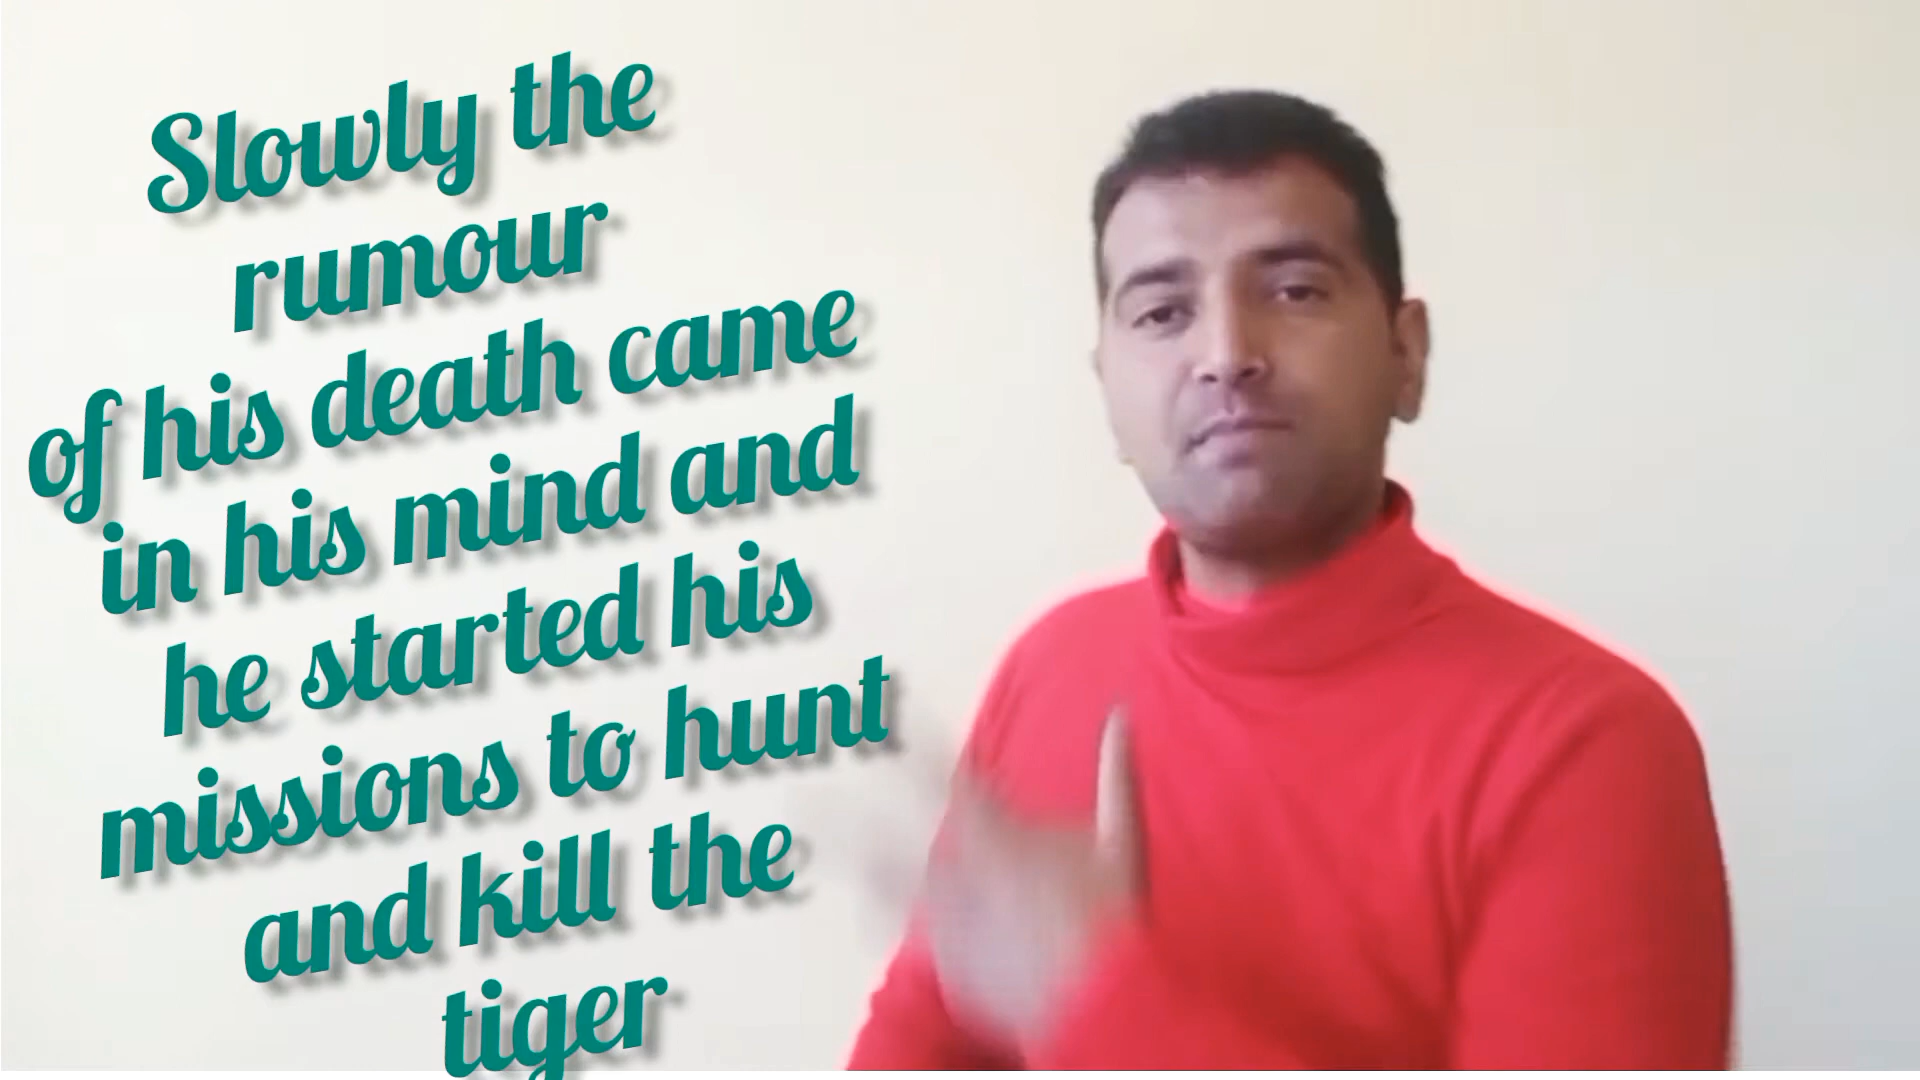 Slowly the
rumour
of his death came
in his mind and
he started his
missions to hunt
and kill the
tiger